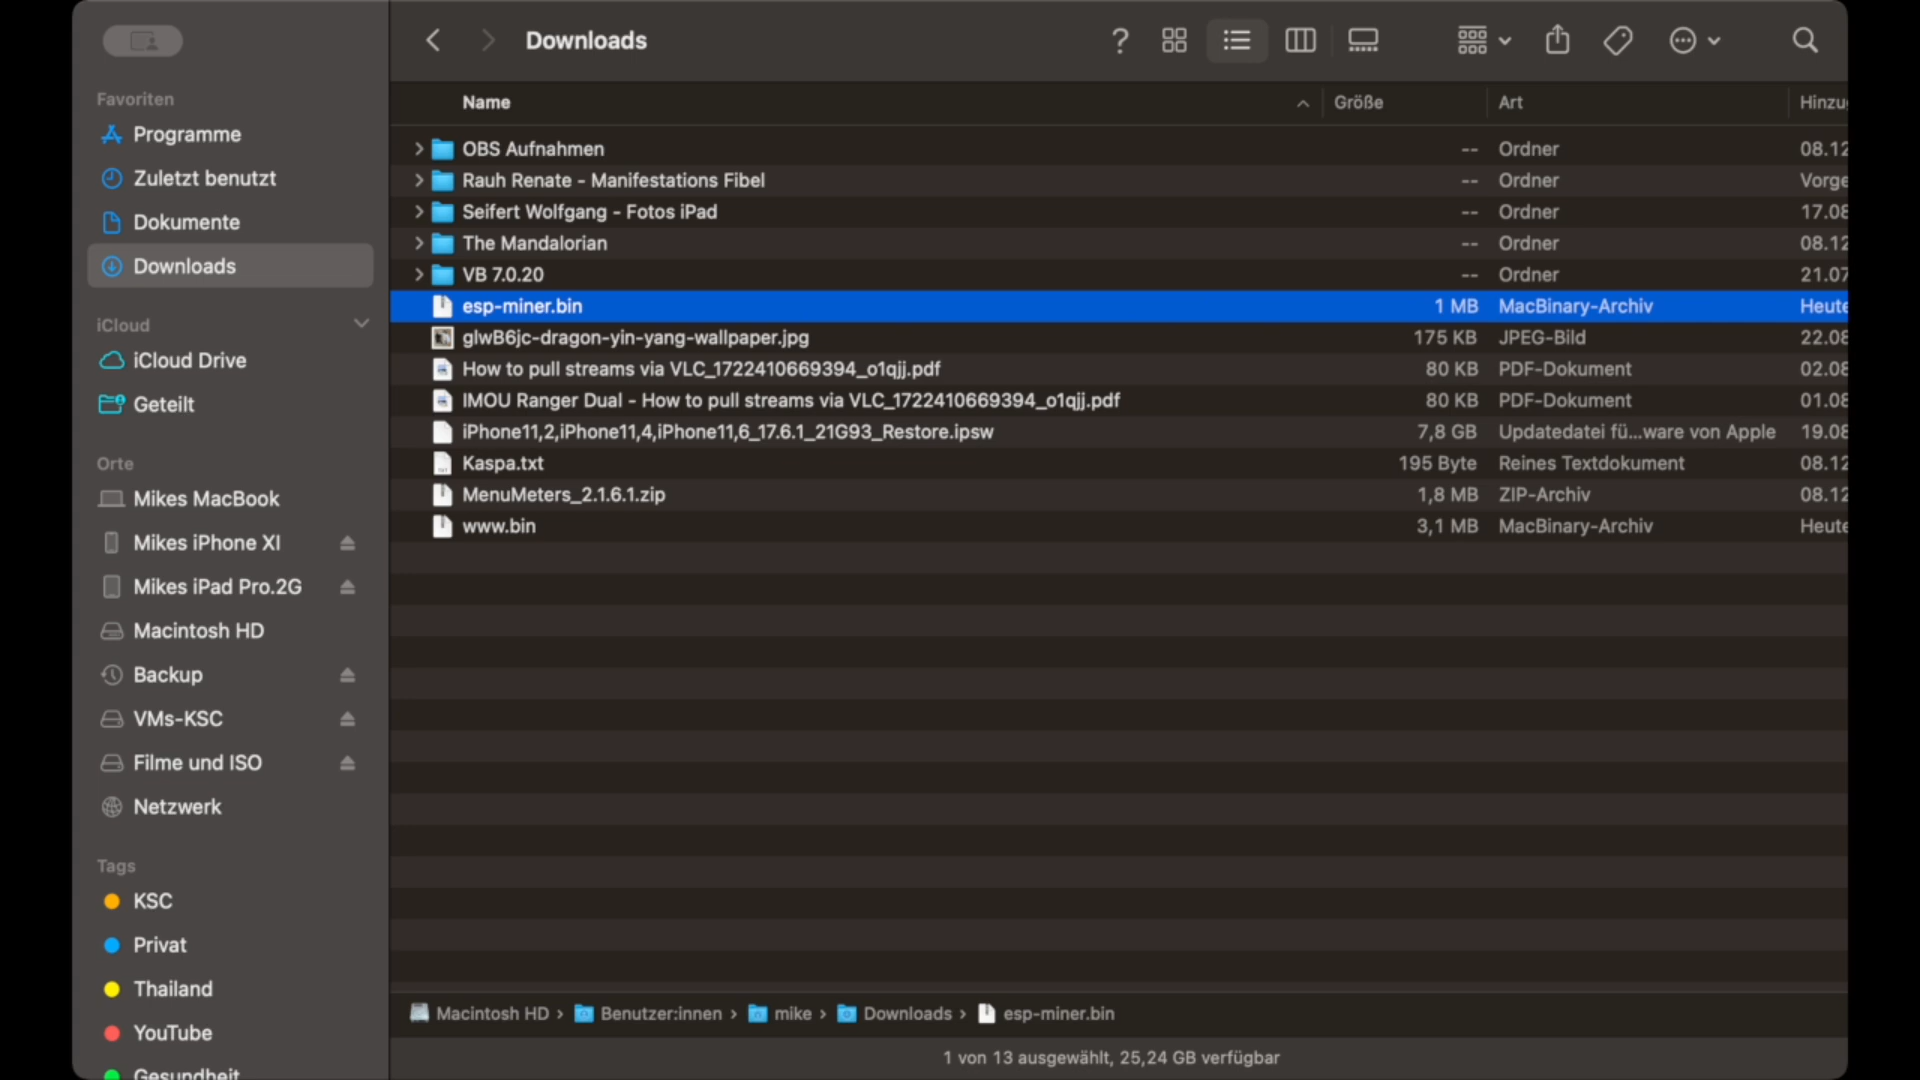 Downloads
Favoriten
Programme
Zuletzt benutzt
Dokumente
Downloads
iCloud
iCloud Drive
Geteilt
Orte
Mikes MacBook
Mikes iPhone XI
Mikes iPad Pro.2G
Macintosh HD
Backup
VMs-KSC
Filme und ISO
Netzwerk
Tags
KSC
Privat
Thailand
YouTube
Gesundheit
Name Größe Art Hinzu
OBS Aufnahmen -- Ordner 08.12
Rauh Renate - Manifestations Fibel -- Ordner Vorge
Seifert Wolfgang - Fotos iPad -- Ordner 17.08
The Mandalorian -- Ordner 08.12
VB 7.0.20 -- Ordner 21.07
esp-miner.bin 1 MB MacBinary-Archiv Heute
glwB6jc-dragon-yin-yang-wallpaper.jpg 175 KB JPEG-Bild 22.08
How to pull streams via VLC_1722410669394_o1qjj.pdf 80 KB PDF-Dokument 02.08
IMOU Ranger Dual - How to pull streams via VLC_1722410669394_o1qjj.pdf 80 KB PDF-Dokument 01.08
iPhone11,2,iPhone11,4,iPhone11,6_17.6.1_21G93_Restore.ipsw 7,8 GB Updatedatei fü...ware von Apple 19.08
Kaspa.txt 195 Byte Reines Textdokument 08.12
MenuMeters_2.1.6.1.zip 1,8 MB ZIP-Archiv 08.12
www.bin 3,1 MB MacBinary-Archiv Heute
Macintosh HD › Benutzer:innen › mike › Downloads › esp-miner.bin
1 von 13 ausgewählt, 25,24 GB verfügbar